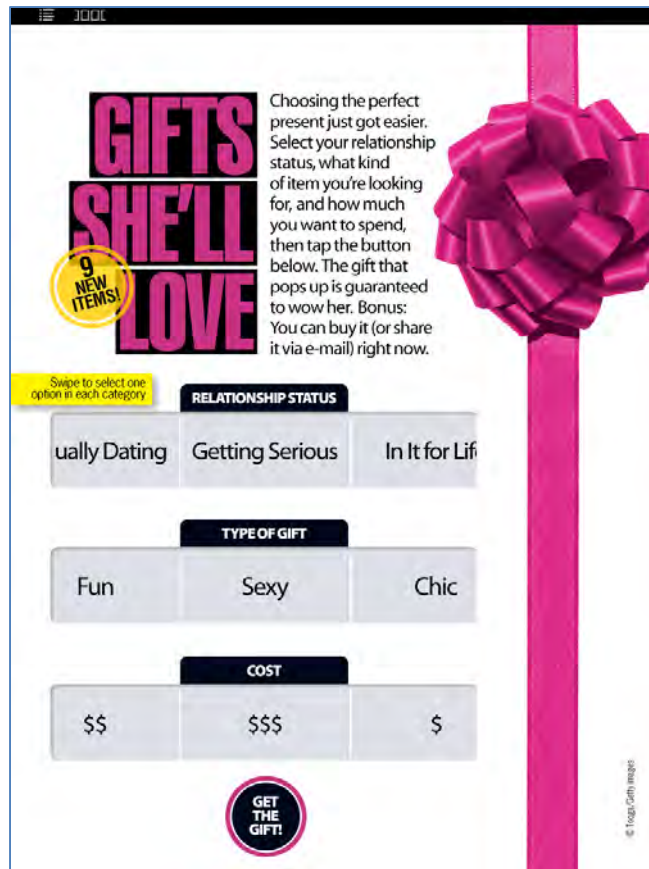 GIFTS
SHE'LL
LOVE
9
NEW
ITEMS!
Choosing the perfect
present just got easier.
Select your relationship
status, what kind
of item you're looking
for, and how much
you want to spend,
then tap the button
below. The gift that
pops up is guaranteed
to wow her. Bonus:
You can buy it (or share
it via e-mail) right now.
Swipe to select one
option in each category
RELATIONSHIP STATUS
ually Dating Getting Serious In It for Life
TYPE OF GIFT
Fun Sexy Chic
COST
$$ $$$ $
GET
THE
GIFT!